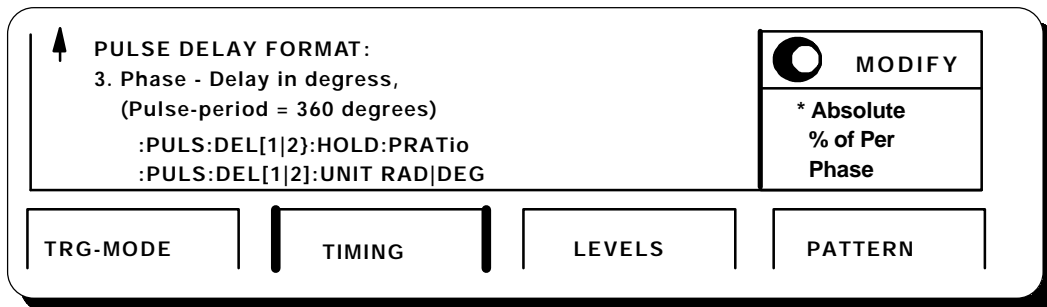 PULSE DELAY FORMAT:
3. Phase - Delay in degress,
(Pulse-period = 360 degrees)
:PULS:DEL[1|2}:HOLD:PRATio
:PULS:DEL[1|2]:UNIT RAD|DEG
MODIFY
* Absolute
% of Per
Phase
TRG-MODE
TIMING
LEVELS
PATTERN